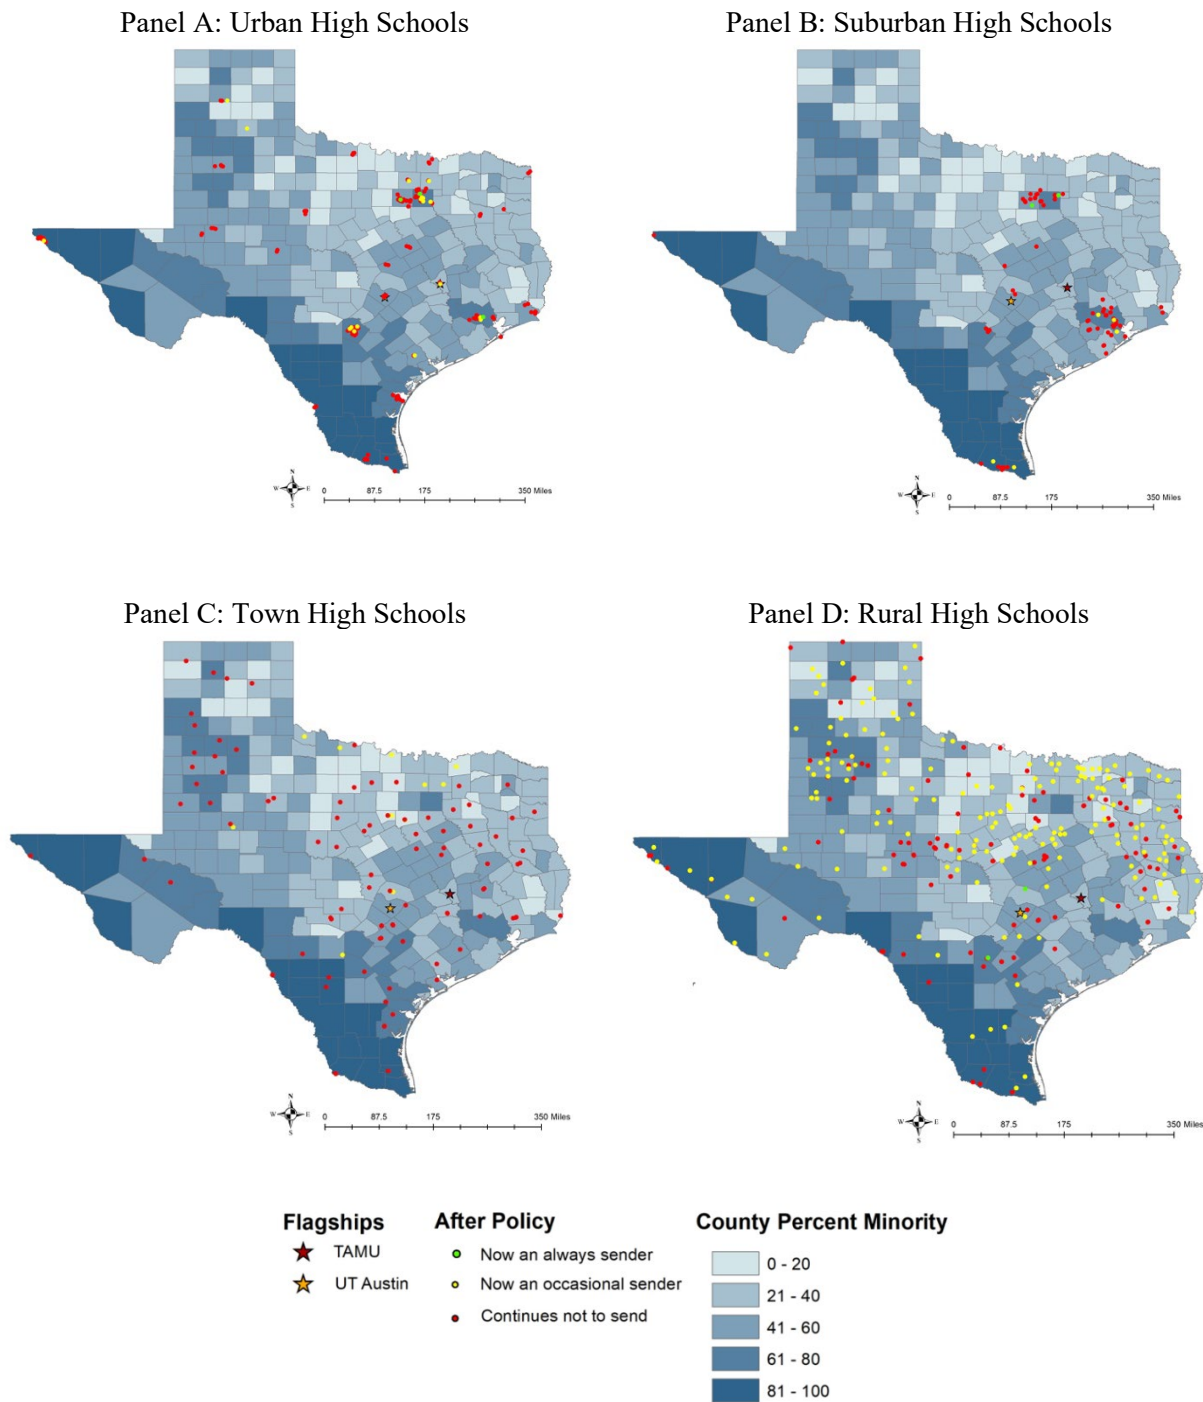 Panel A: Urban High Schools
Panel B: Suburban High Schools
N
W E
S
0 87.5 175 350 Miles
N
W E
S
0 87.5 175 350 Miles
Panel C: Town High Schools
Panel D: Rural High Schools
N
W E
S
0 87.5 175 350 Miles
N
W E
S
0 87.5 175 350 Miles
Flagships
TAMU
UT Austin
After Policy
Now an always sender
Now an occasional sender
Continues not to send
County Percent Minority
0 - 20
21 - 40
41 - 60
61 - 80
81 - 100